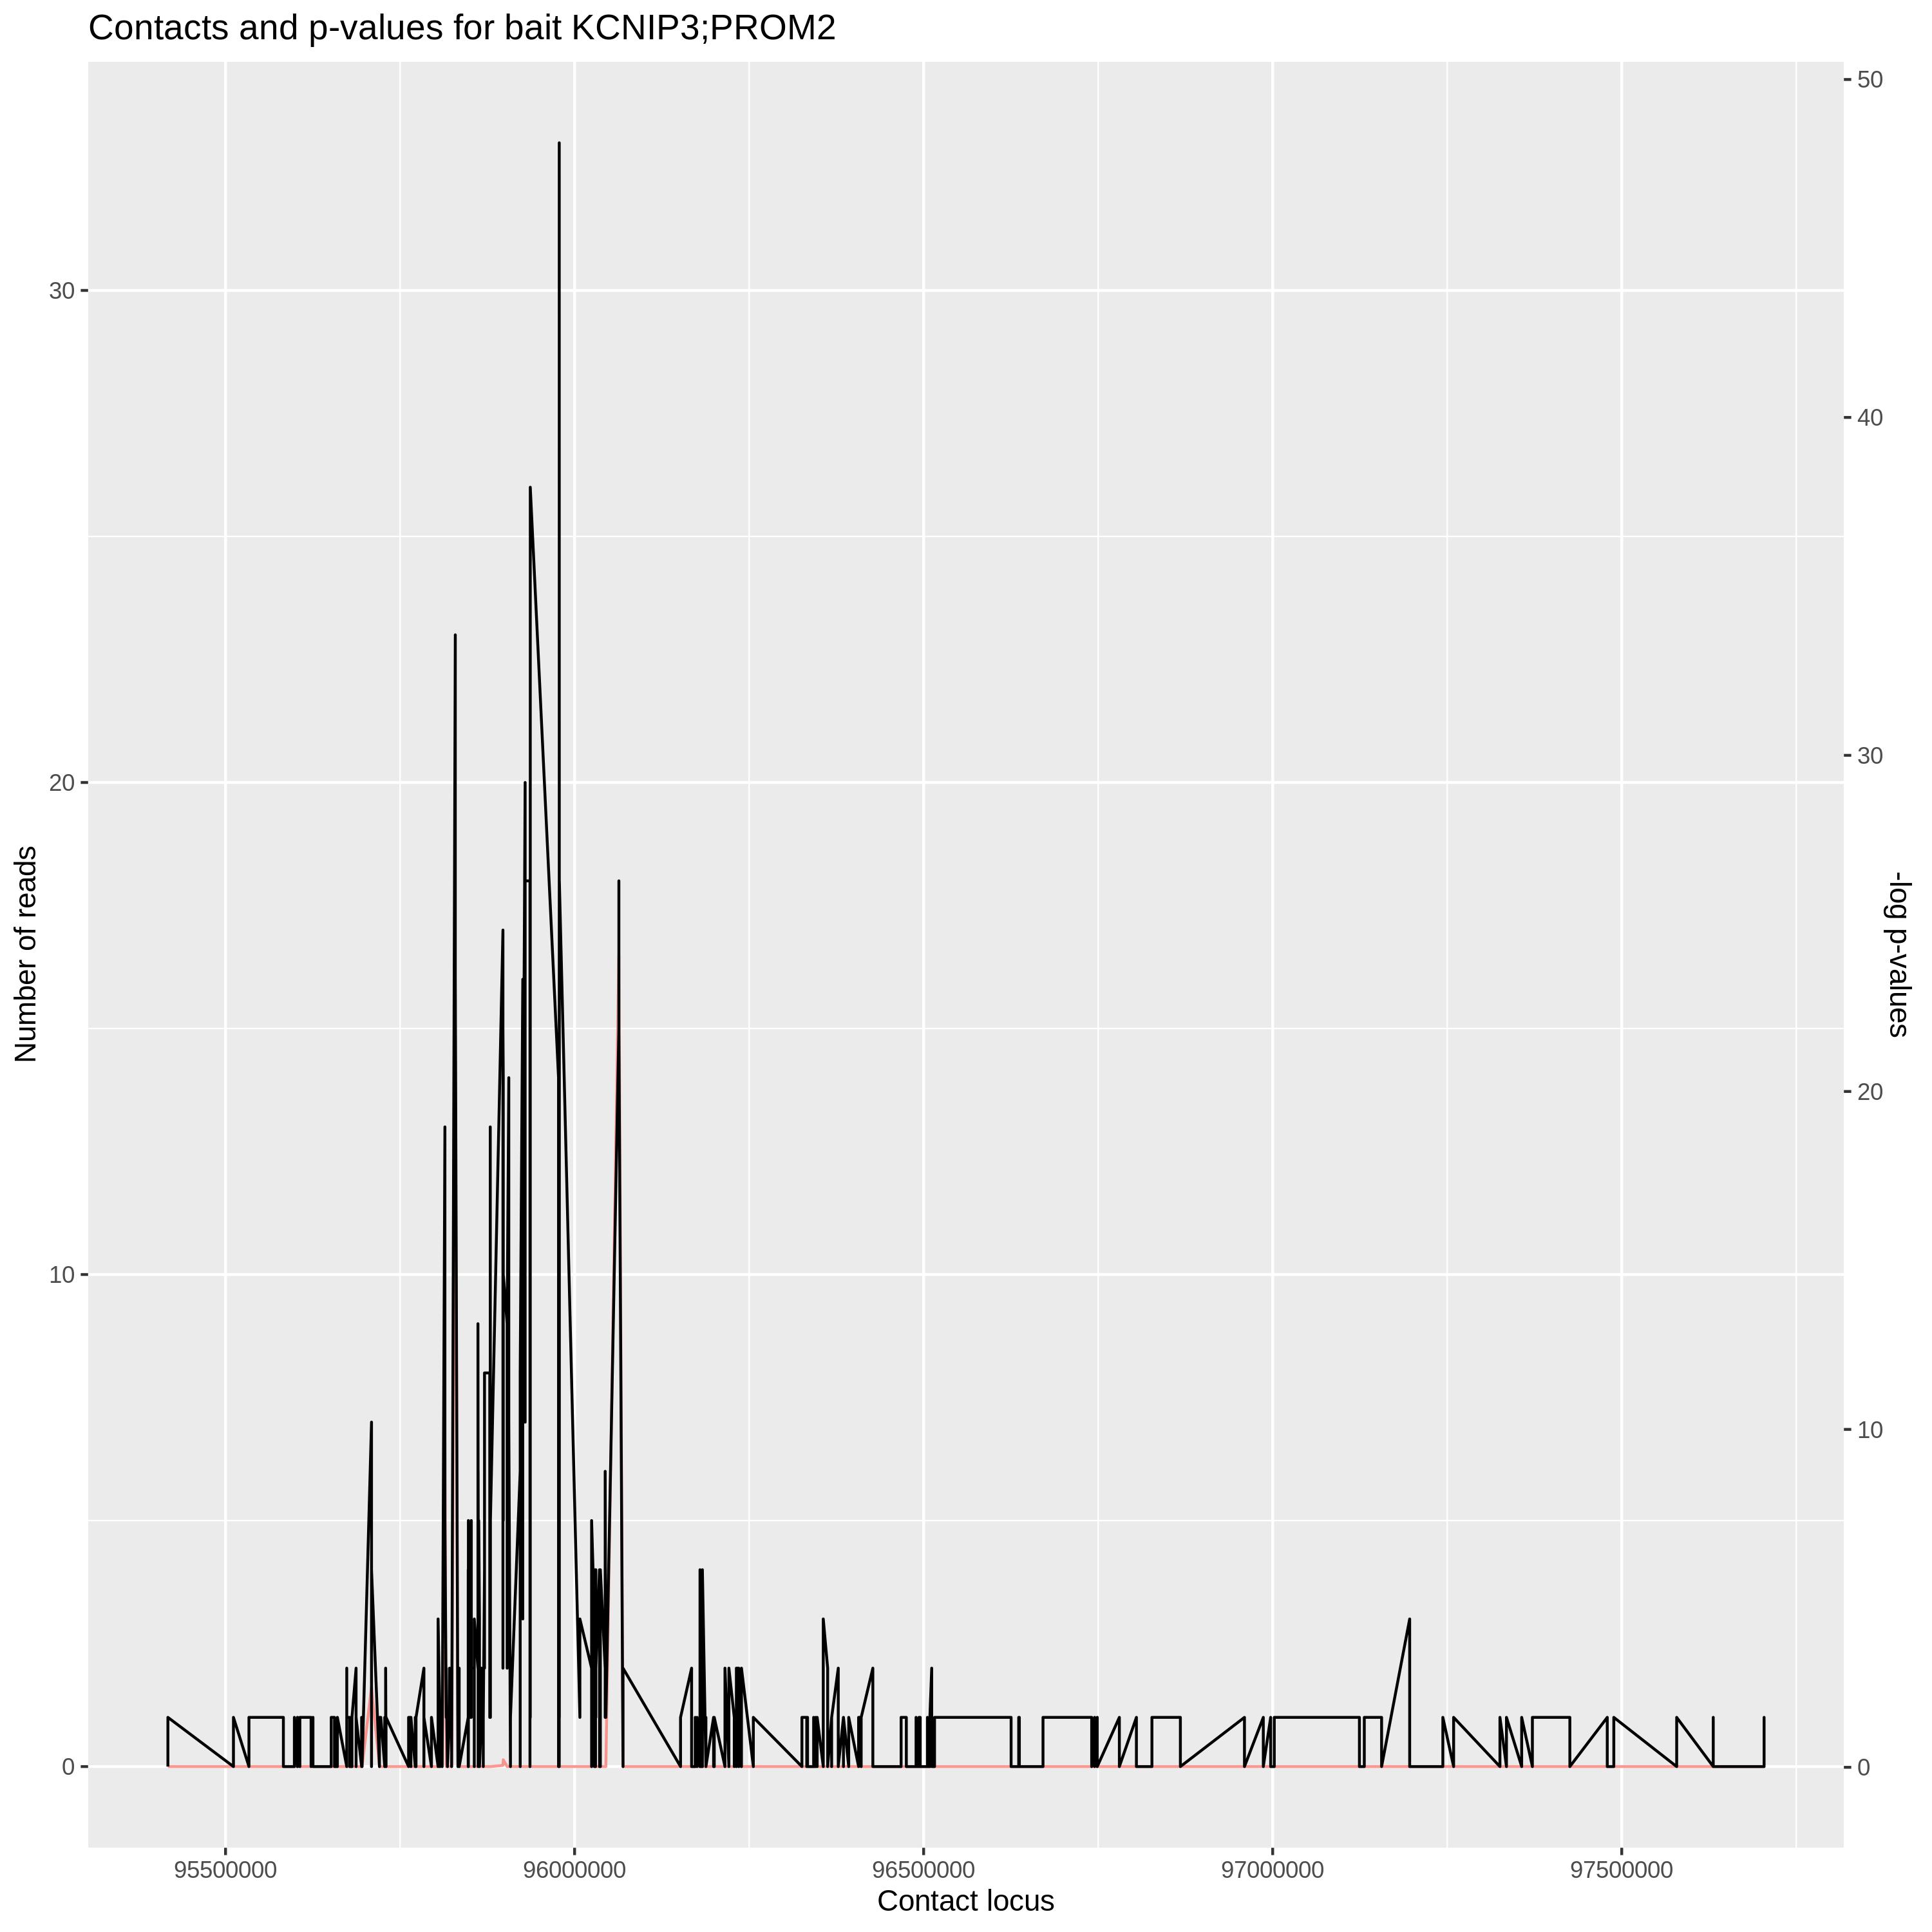 Contacts and p-values for bait KCNIP3;PROM2
Number of reads
30
20
10
0
50
40
30
20
10
0
-log p-values
95500000 96000000 96500000 97000000 97500000
Contact locus